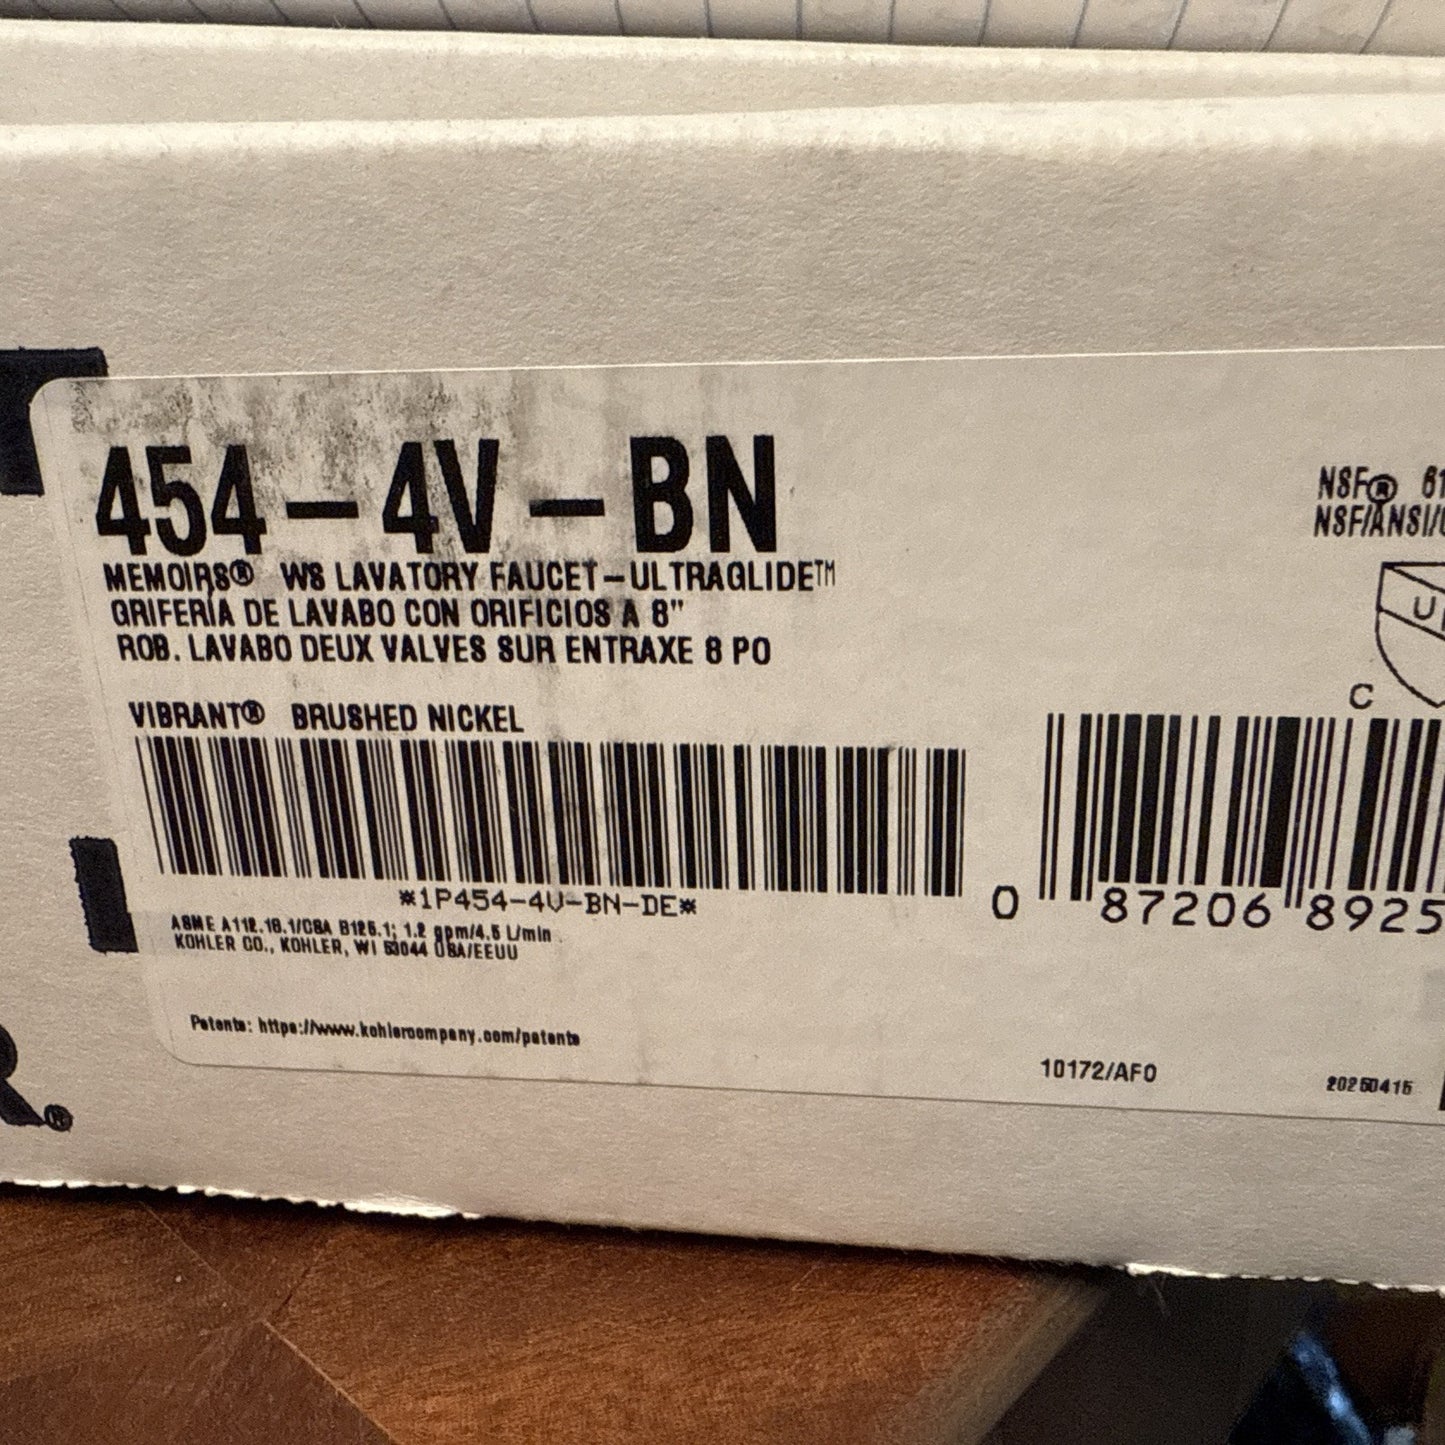 454-4V-BN
MEMOIRS® WS LAVATORY FAUCET-ULTRAGLIDE™
GRIFERÍA DE LAVABO CON ORIFICIOS A 8"
ROB. LAVABO DEUX VALVES SUR ENTRAXE 8 PO
VIBRANT® BRUSHED NICKEL
*1P454-4V-BN-DE*
ASME A112.18.1/CSA B125.1; 1.2 gpm/4.5 L/min
KOHLER CO., KOHLER, WI 53044 USA/EEUU
Patents: https://www.kohlercompany.com/patents
NSF® 61
NSF/ANSI/
C
0 87206 8925
10172/AF0
20250415
R®